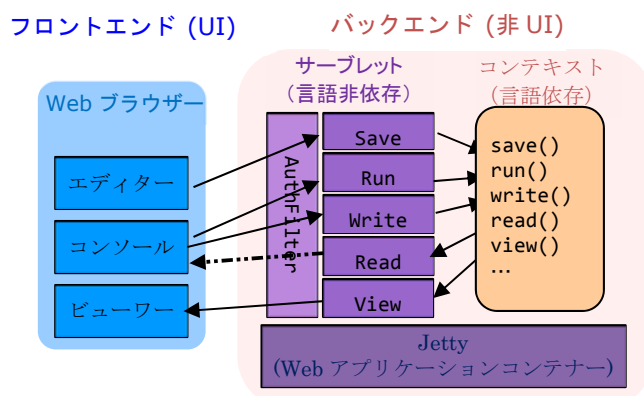 フロントエンド (UI)
バックエンド (非 UI)
Web ブラウザー
エディター
コンソール
ビューワー
サーブレット
(言語非依存)
AuthFilter
Save
Run
Write
Read
View
コンテキスト
(言語依存)
save()
run()
write()
read()
view()
…
Jetty
(Web アプリケーションコンテナー)